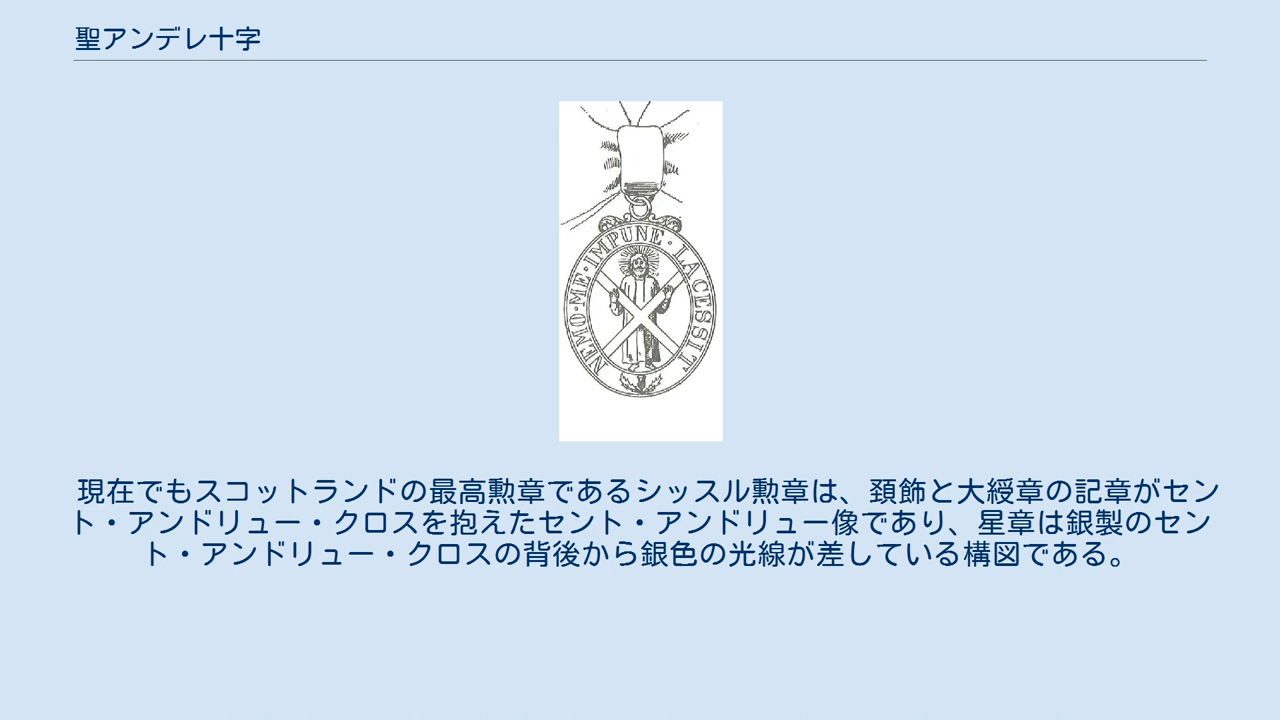 聖アンデレ十字
NEMO·ME·IMPUNE·LACESSIT
現在でもスコットランドの最高勲章であるシッスル勲章は、頚飾と大綬章の記章がセン
ト・アンドリュー・クロスを抱えたセント・アンドリュー像であり、星章は銀製のセン
ト・アンドリュー・クロスの背後から銀色の光線が差している構図である。